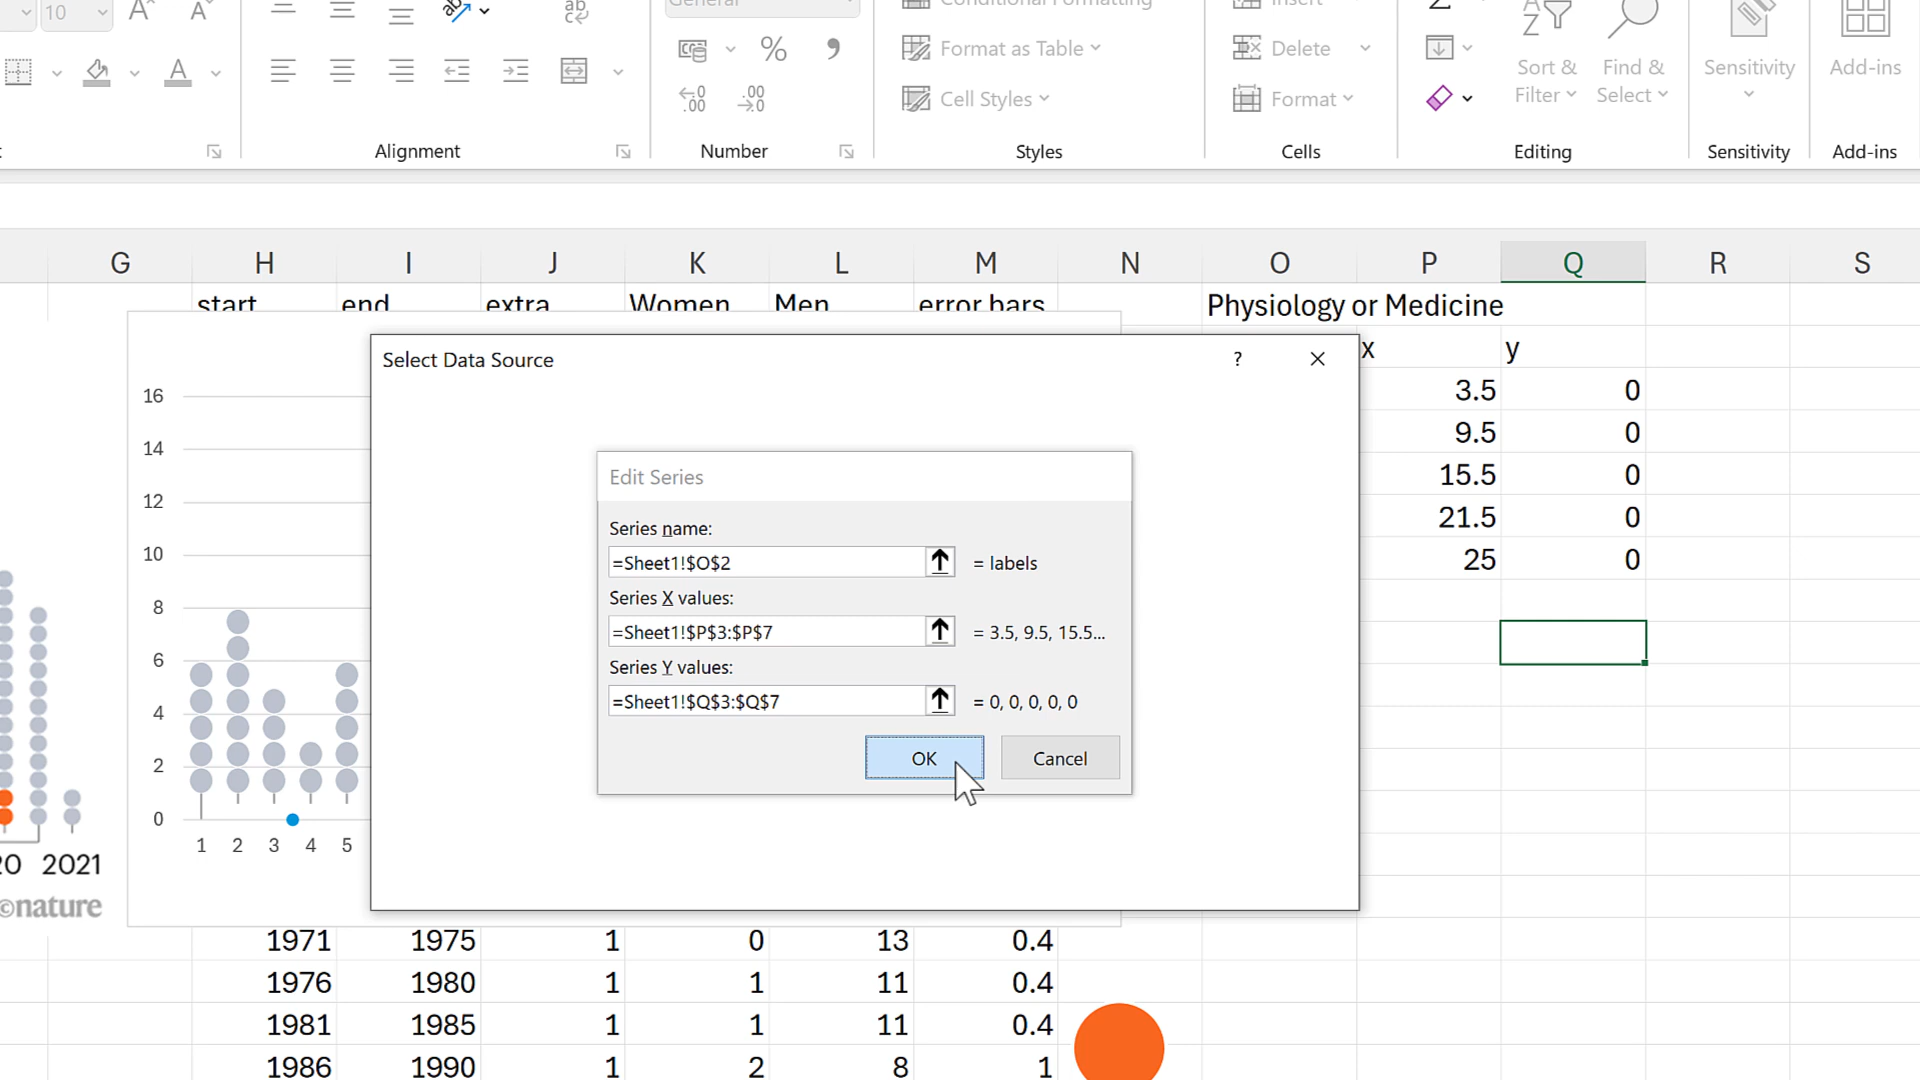 10
General
Conditional Formatting
Insert
ab
Format as Table
Delete
Sort &
Find &
Sensitivity
Add-ins
Cell Styles
Format
Filter
Select
Alignment
Number
Styles
Cells
Editing
Sensitivity
Add-ins
G H I J K L M N O P Q R S
start end extra Women Men error bars Physiology or Medicine
x y
Select Data Source ?
3.5 0
9.5 0
15.5 0
21.5 0
25 0
16
14
12
10
8
6
4
2
0
1 2 3 4 5
Edit Series
Series name:
=Sheet1!$O$2 = labels
Series X values:
=Sheet1!$P$3:$P$7 = 3.5, 9.5, 15.5...
Series Y values:
=Sheet1!$Q$3:$Q$7 = 0, 0, 0, 0, 0
OK Cancel
20 2021
©nature
1971 1975 1 0 13 0.4
1976 1980 1 1 11 0.4
1981 1985 1 1 11 0.4
1986 1990 1 2 8 1